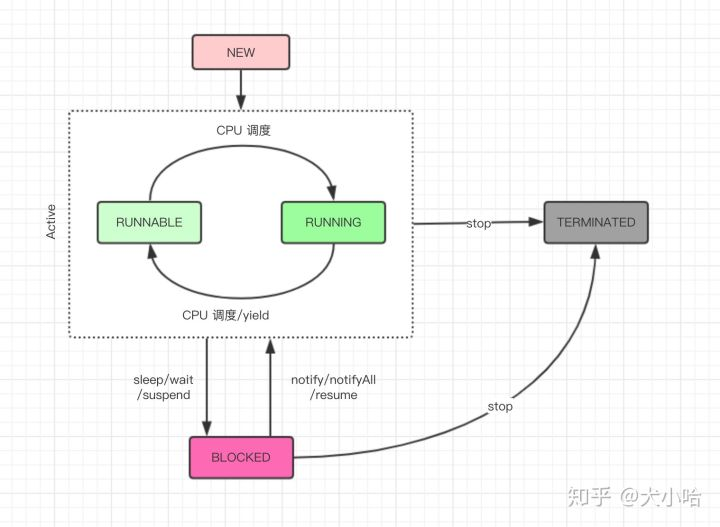 NEW
CPU 调度
Active
RUNNABLE
RUNNING
stop
TERMINATED
CPU 调度/yield
sleep/wait
/suspend
notify/notifyAll
/resume
stop
BLOCKED
知乎 @犬小哈